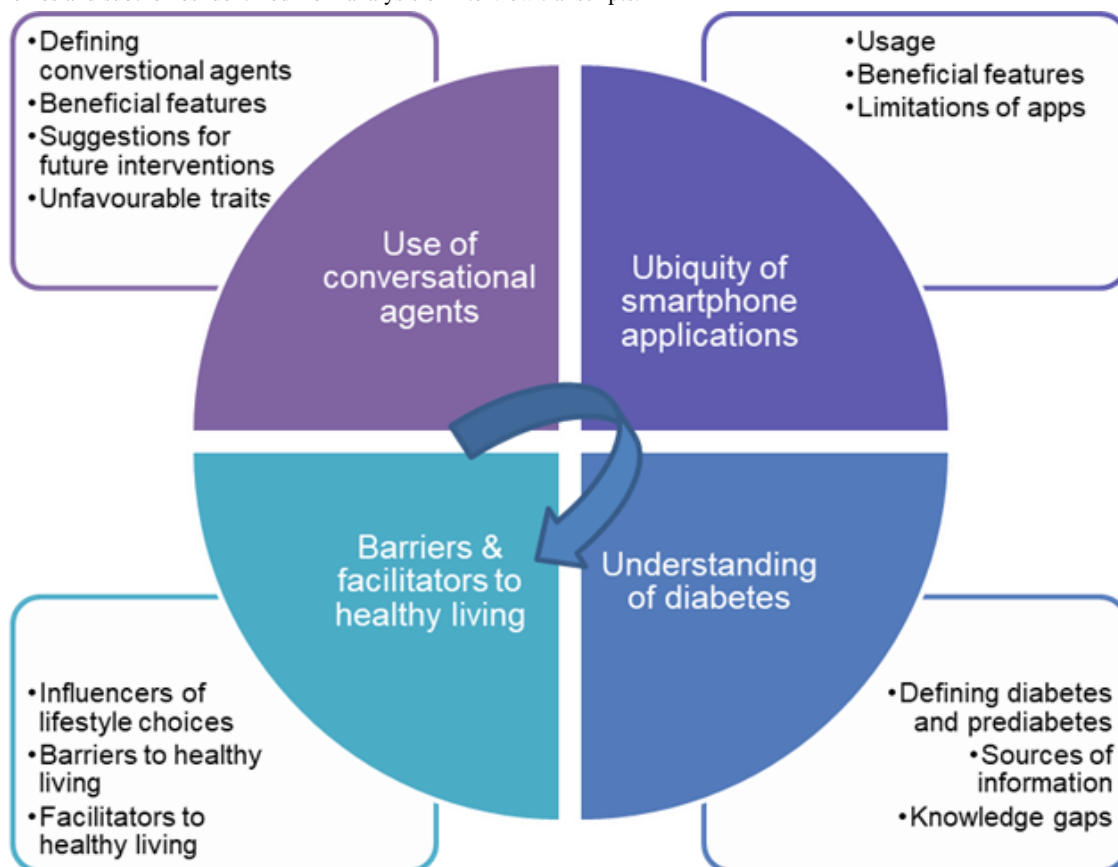 •Defining
converstional agents
•Beneficial features
•Suggestions for
future interventions
•Unfavourable traits
•Usage
•Beneficial features
•Limitations of apps
Use of
conversational
agents
Ubiquity of
smartphone
applications
Barriers &
facilitators to
healthy living
Understanding
of diabetes
•Influencers of
lifestyle choices
•Barriers to healthy
living
•Facilitators to
healthy living
•Defining diabetes
and prediabetes
•Sources of
information
•Knowledge gaps